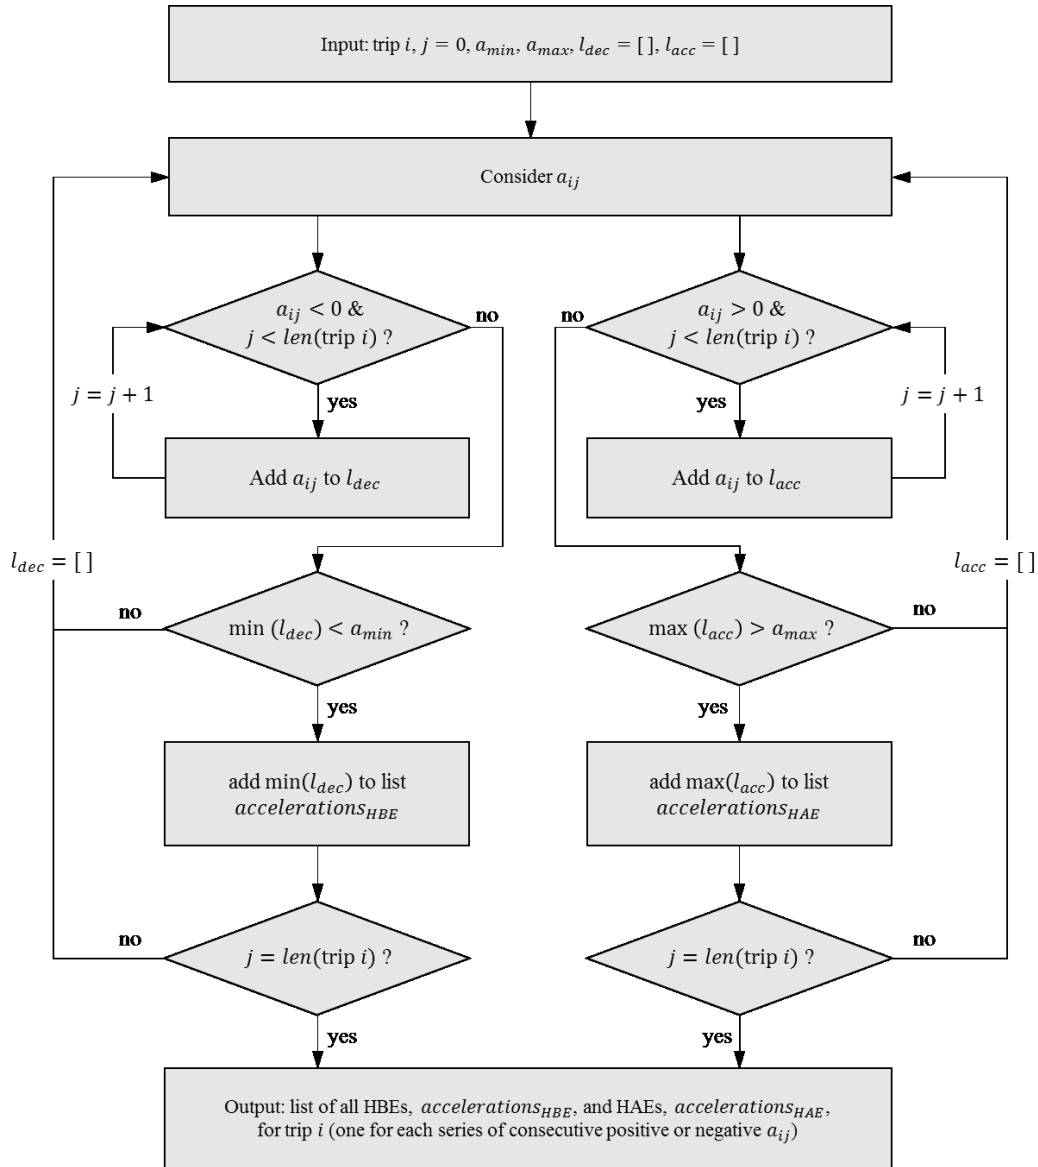 Input: trip i, j = 0, a_min, a_max, l_dec = [ ], l_acc = [ ]
Consider a_ij
a_ij < 0 &
j < len(trip i) ?
no
yes
j = j + 1
Add a_ij to l_dec
a_ij > 0 &
j < len(trip i) ?
no
yes
j = j + 1
Add a_ij to l_acc
l_dec = [ ]
no
min (l_dec) < a_min ?
yes
add min(l_dec) to list
accelerations_HBE
no
j = len(trip i) ?
yes
l_acc = [ ]
no
max (l_acc) > a_max ?
yes
add max(l_acc) to list
accelerations_HAE
no
j = len(trip i) ?
yes
Output: list of all HBEs, accelerations_HBE, and HAEs, accelerations_HAE,
for trip i (one for each series of consecutive positive or negative a_ij)